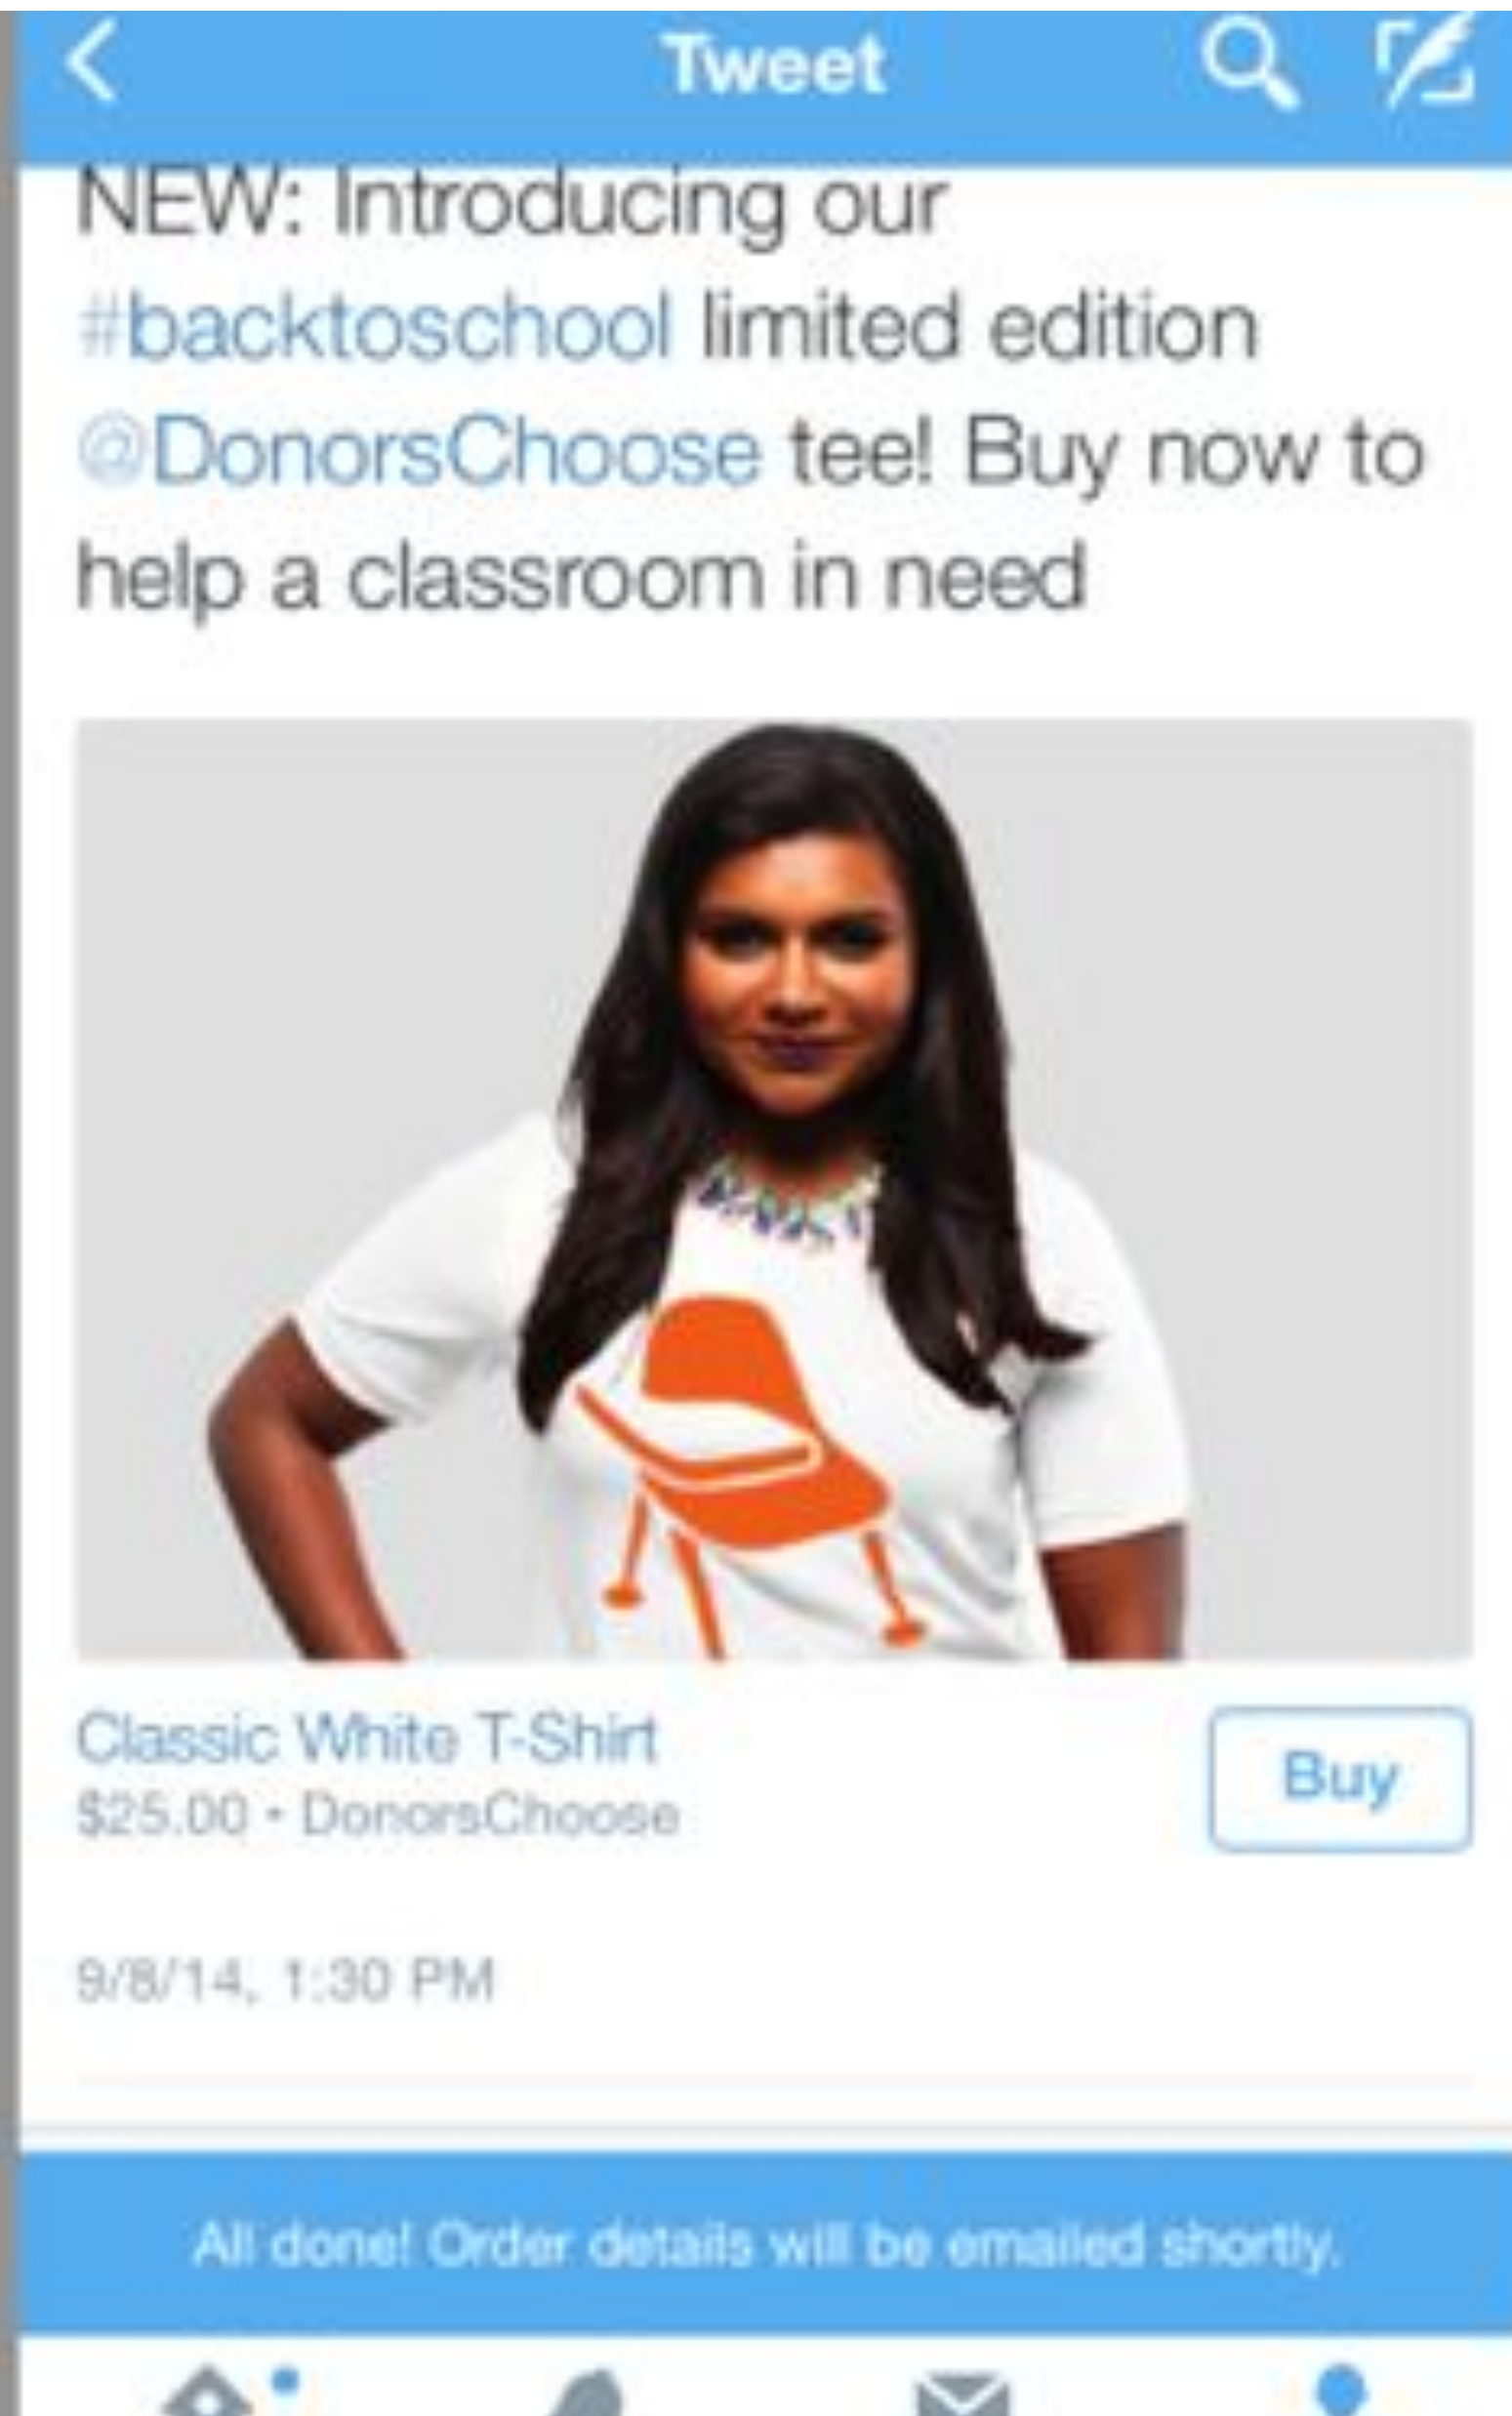 Tweet
NEW: Introducing our
#backtoschool limited edition
@DonorsChoose tee! Buy now to
help a classroom in need
Classic White T-Shirt
$25.00 • DonorsChoose
Buy
9/8/14, 1:30 PM
All done! Order details will be emailed shortly.